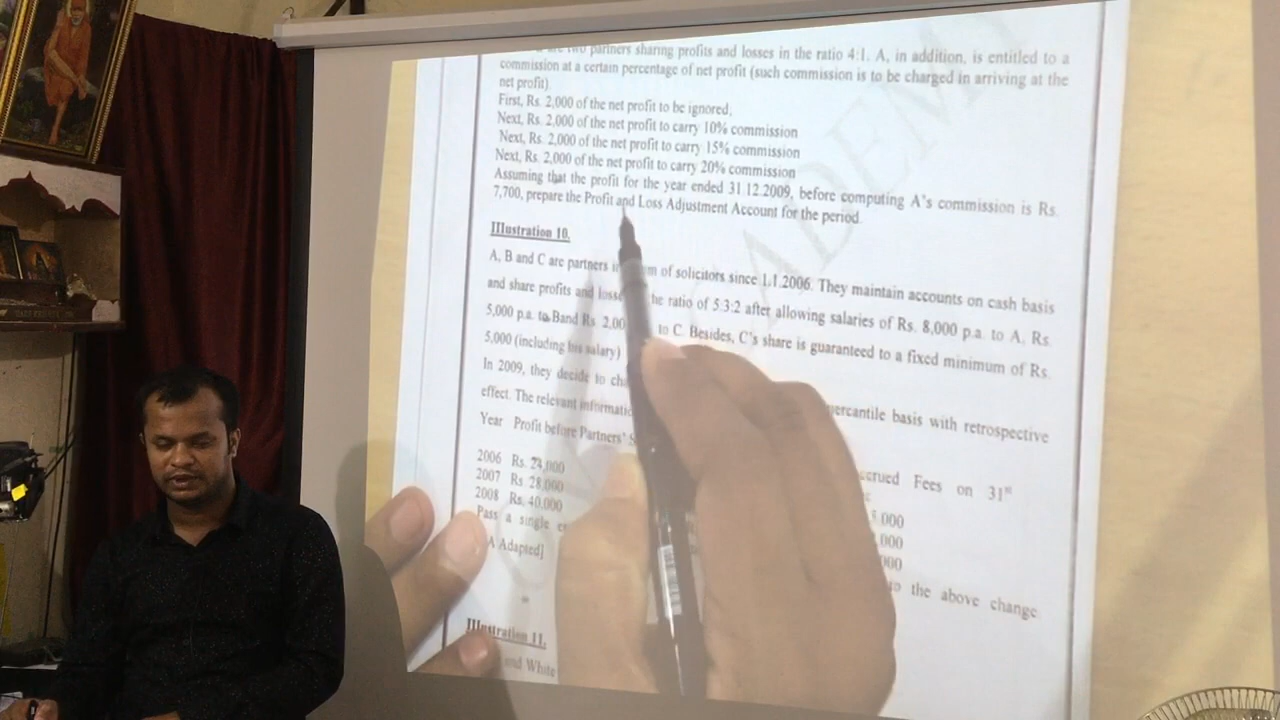 two partners sharing profits and losses in the ratio 4:1. A, in addition, is entitled to a
commission at a certain percentage of net profit (such commission is to be charged in arriving at the
net profit)
First, Rs. 2,000 of the net profit to be ignored,
Next, Rs. 2,000 of the net profit to carry 10% commission
Next, Rs. 2,000 of the net profit to carry 15% commission
Next, Rs. 2,000 of the net profit to carry 20% commission
Assuming that the profit for the year ended 31.12.2009, before computing A's commission is Rs.
7,700, prepare the Profit and Loss Adjustment Account for the period.
Illustration 10.
A, B and C are partners of solicitors since 1.1.2006. They maintain accounts on cash basis
and share profits and ratio of 5:3:2 after allowing salaries of Rs. 8,000 p.a. to A, Rs.
5,000 p.a. to Band Rs. to C. Besides, C's share is guaranteed to a fixed minimum of Rs.
5,000 (including his salary)
In 2009, they decide to basis with retrospective
effect. The relevant
Year Profit before Partners' Fees on 31st
2006 Rs. 24,000
2007 Rs 28,000
2008 Rs. 40,000
Pass a single the above change.
Adapted]
Illustration 11.
and White
ACADEMY